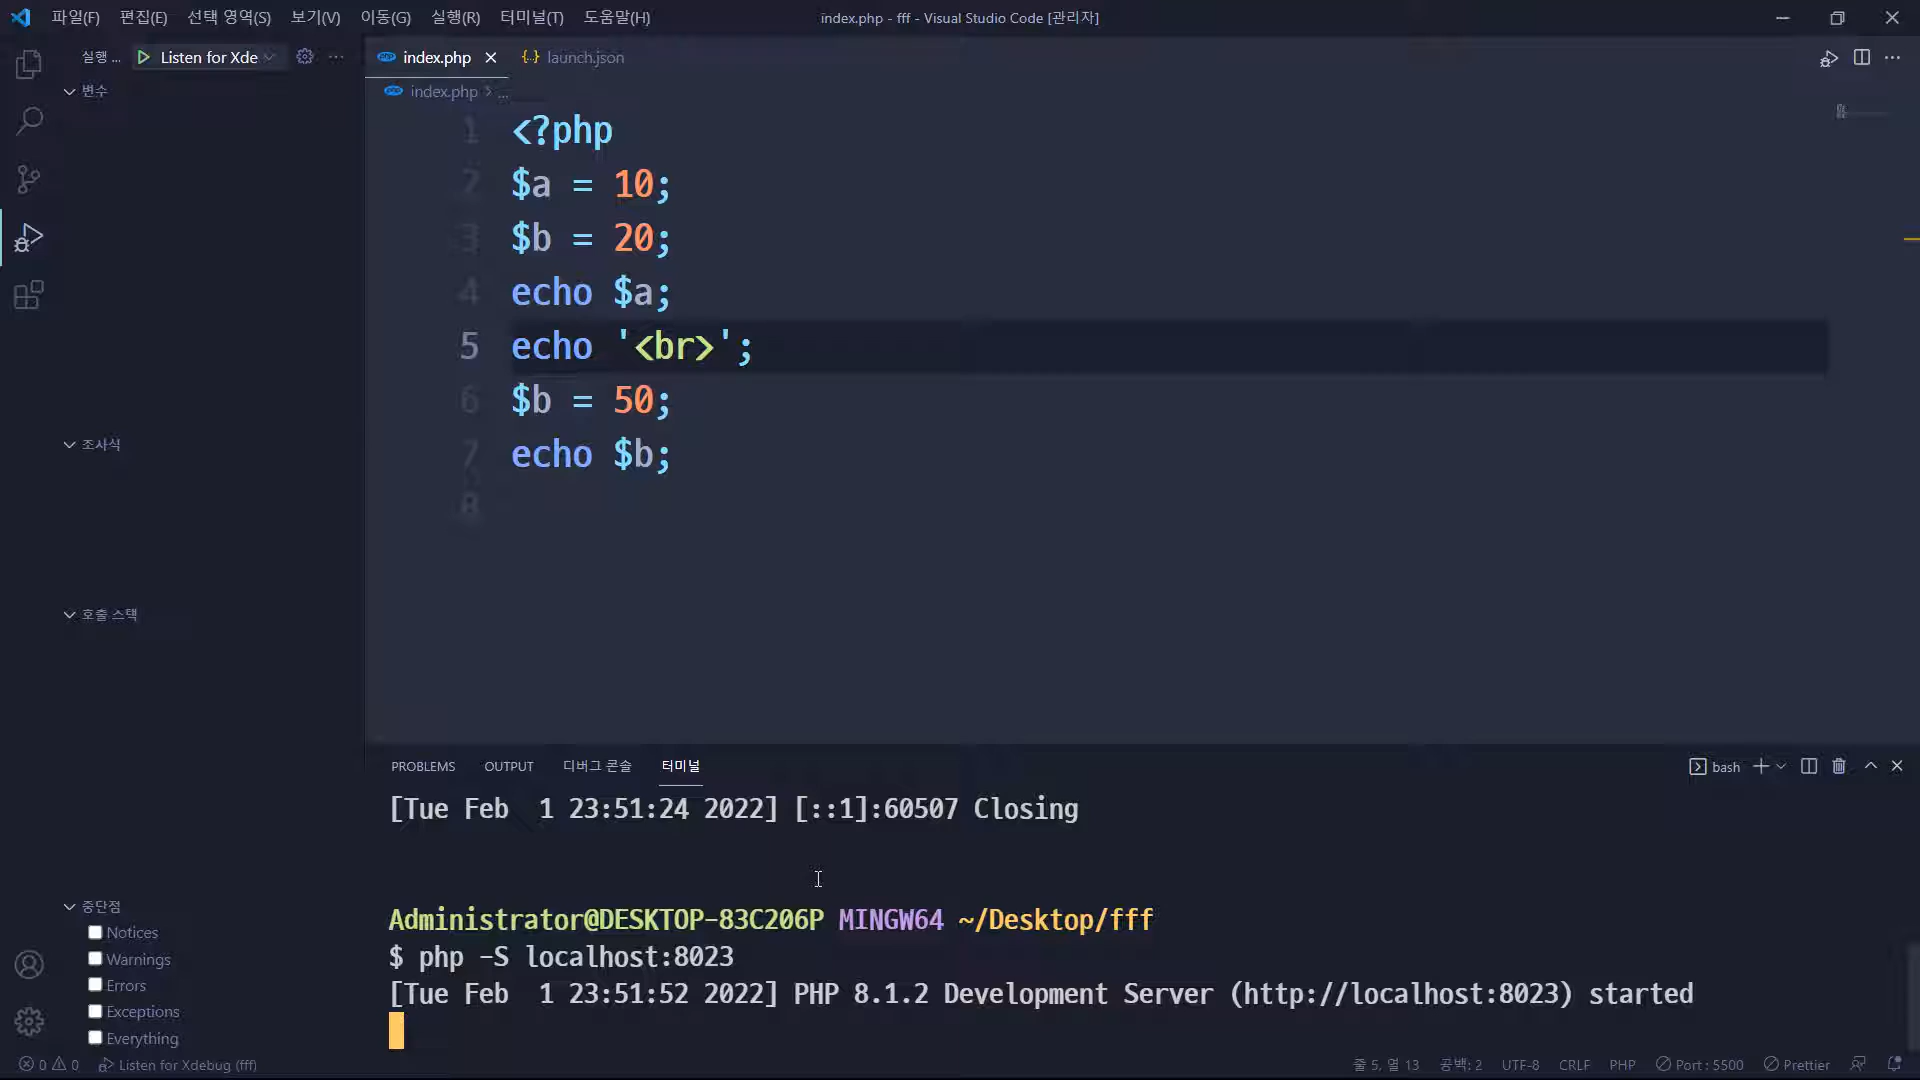 파일(F) 편집(E) 선택 영역(S) 보기(V) 이동(G) 실행(R) 터미널(T) 도움말(H) index.php - fff - Visual Studio Code [관리자]
실행 ... Listen for Xde index.php launch.json
변수
index.php > ...
1 <?php
2 $a = 10;
3 $b = 20;
4 echo $a;
5 echo '<br>';
6 $b = 50;
7 echo $b;
8
조사식
호출 스택
중단점
Notices
Warnings
Errors
Exceptions
Everything
PROBLEMS OUTPUT 디버그 콘솔 터미널 bash
[Tue Feb  1 23:51:24 2022] [::1]:60507 Closing
Administrator@DESKTOP-83C206P MINGW64 ~/Desktop/fff
$ php -S localhost:8023
[Tue Feb  1 23:51:52 2022] PHP 8.1.2 Development Server (http://localhost:8023) started
0 0 Listen for Xdebug (fff) 줄 5, 열 13 공백: 2 UTF-8 CRLF PHP Port : 5500 Prettier